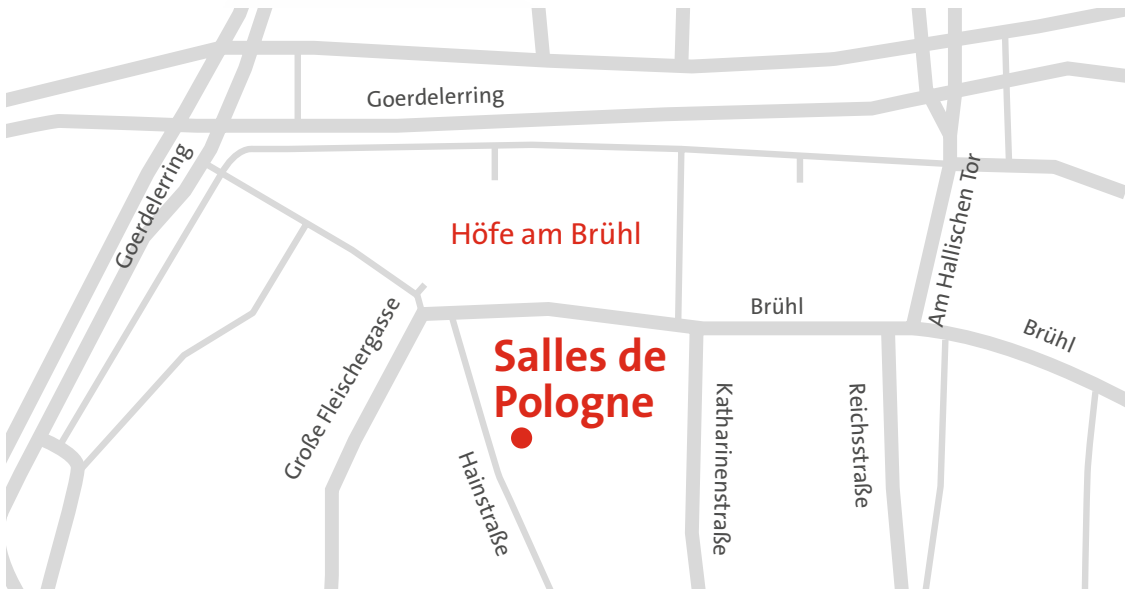 Goerdelerring
Goerdelerring
Am Hallischen Tor
Höfe am Brühl
Brühl
Brühl
Große Fleischergasse
Salles de
Pologne
Hainstraße
Katharinenstraße
Reichsstraße